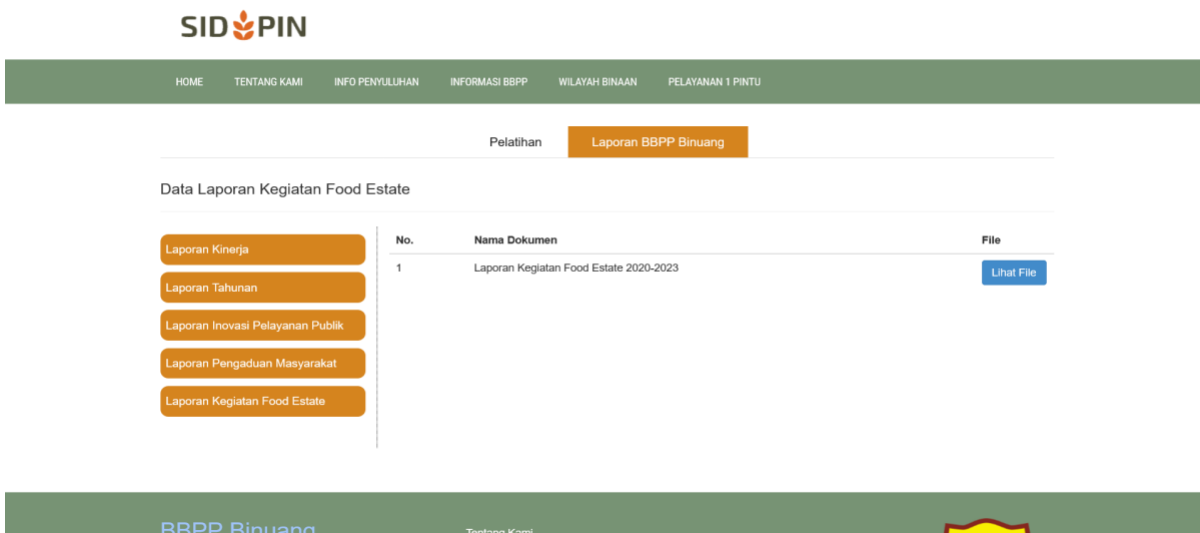 SID PIN
HOME TENTANG KAMI INFO PENYULUHAN INFORMASI BBPP WILAYAH BINAAN PELAYANAN 1 PINTU
Pelatihan Laporan BBPP Binuang
Data Laporan Kegiatan Food Estate
Laporan Kinerja
Laporan Tahunan
Laporan Inovasi Pelayanan Publik
Laporan Pengaduan Masyarakat
Laporan Kegiatan Food Estate
No. Nama Dokumen File
1 Laporan Kegiatan Food Estate 2020-2023 Lihat File
BBPP Binuang
Tentang Kami